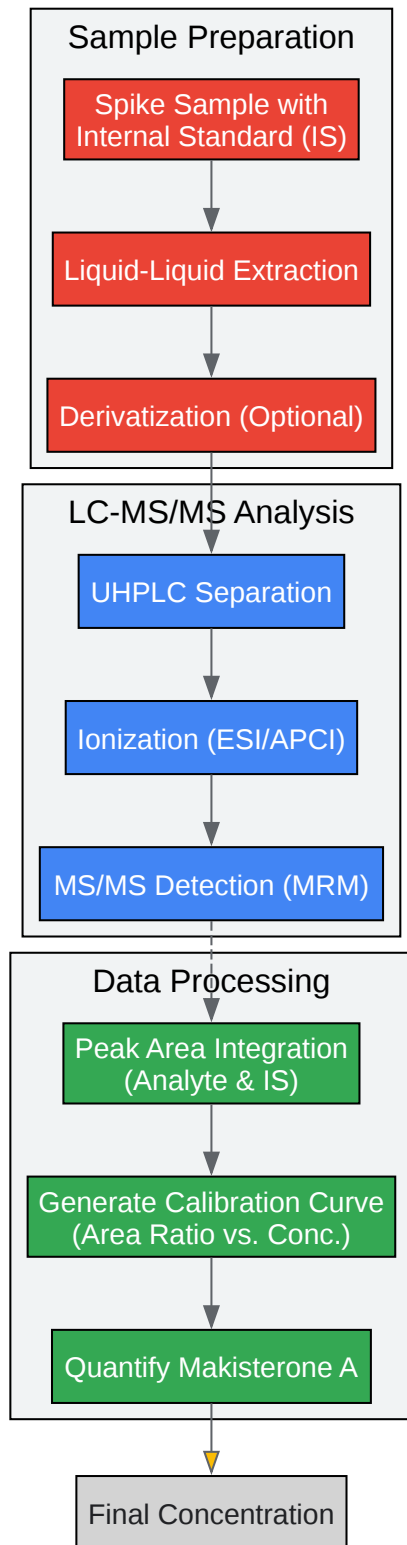 Sample Preparation
Spike Sample with
Internal Standard (IS)
Liquid-Liquid Extraction
Derivatization (Optional)
LC-MS/MS Analysis
UHPLC Separation
Ionization (ESI/APCI)
MS/MS Detection (MRM)
Data Processing
Peak Area Integration
(Analyte & IS)
Generate Calibration Curve
(Area Ratio vs. Conc.)
Quantify Makisterone A
Final Concentration